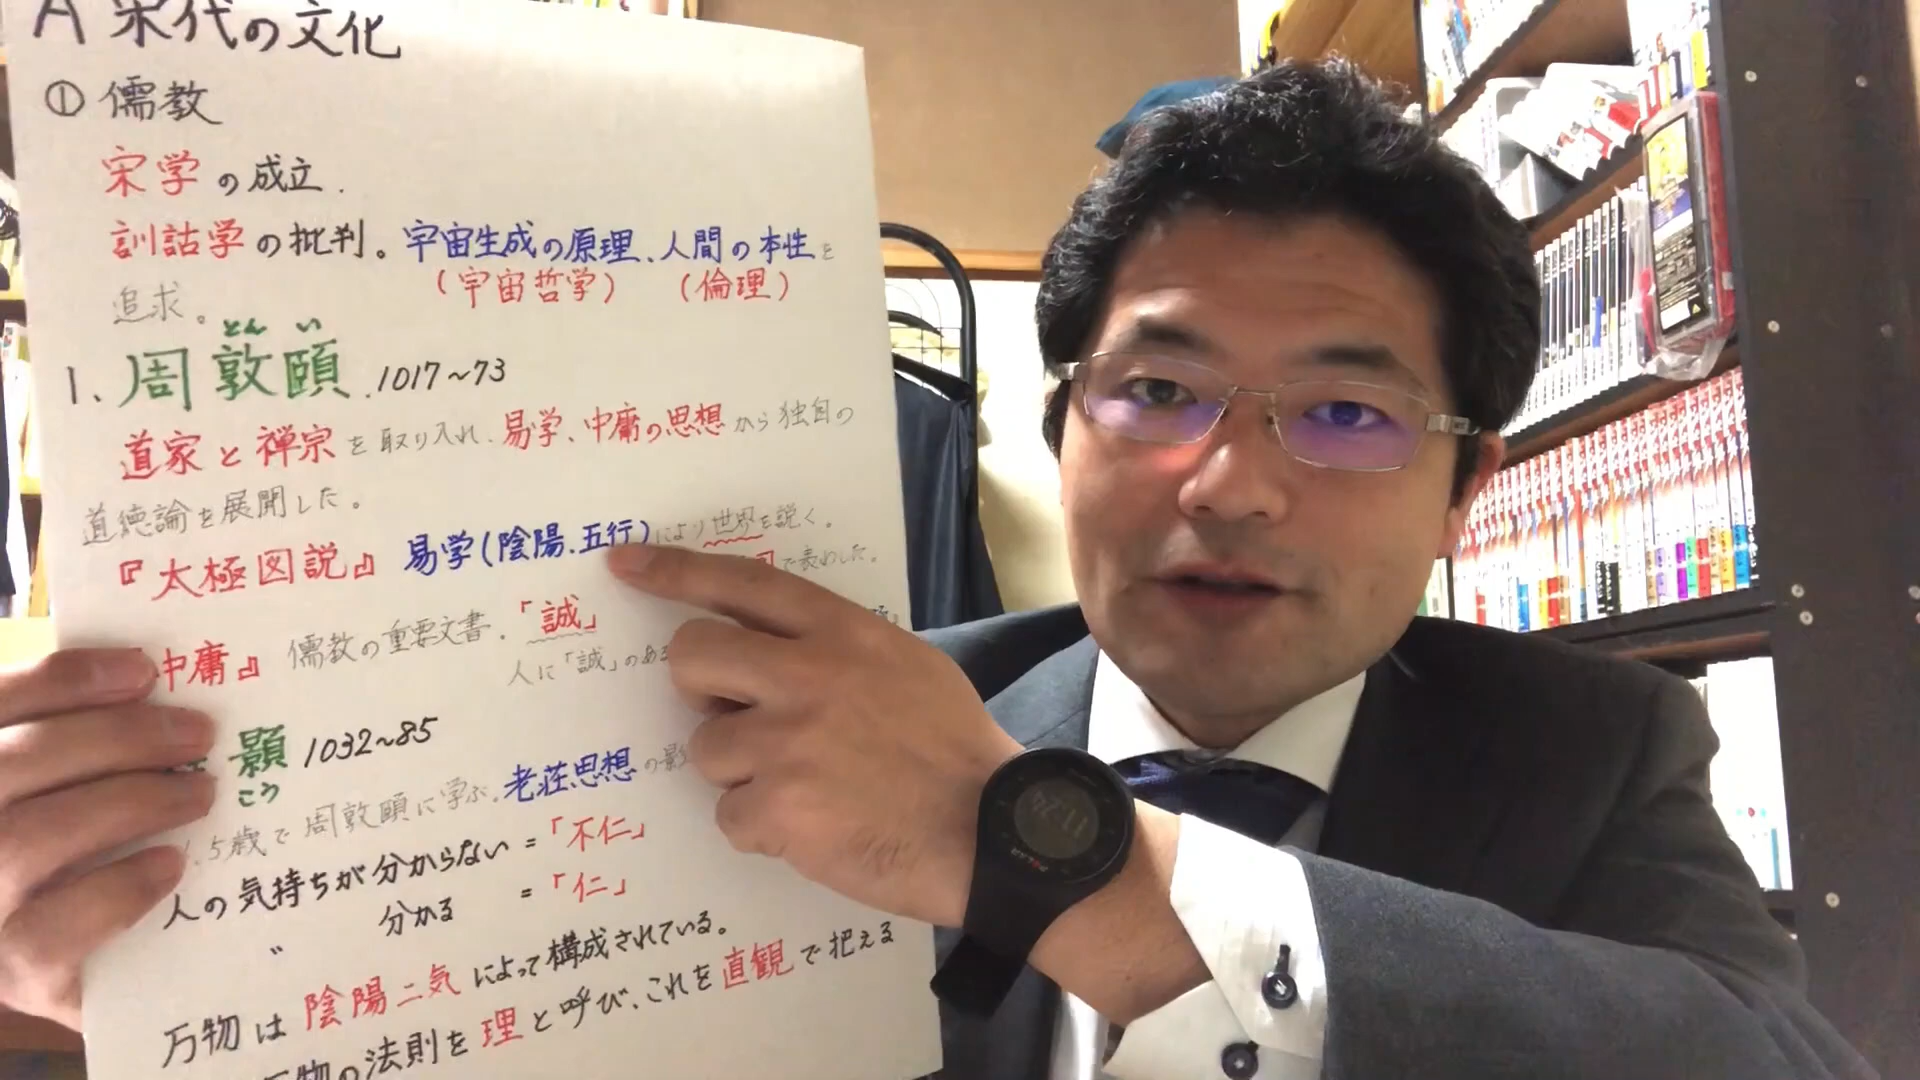 A 宋代の文化
① 儒教
宋学の成立.
訓詁学の批判。宇宙生成の原理、人間の本性を
(宇宙哲学) (倫理)
追求。
とん い
1. 周敦頤. 1017~73
道家と禅宗を取り入れ、易学、中庸の思想から独自の
道徳論を展開した。
『太極図説』 易学(陰陽、五行)により世界を説く。
図で表わした。
中庸』 儒教の重要文書.「誠」
人に「誠」のある
顥 1032~85
こう
5歳で周敦頤に学ぶ。老荘思想の影
人の気持ちが分からない =「不仁」
〃 分かる =「仁」
万物は陰陽二気によって構成されている。
物の法則を理と呼び、これを直観で把える
POLAR